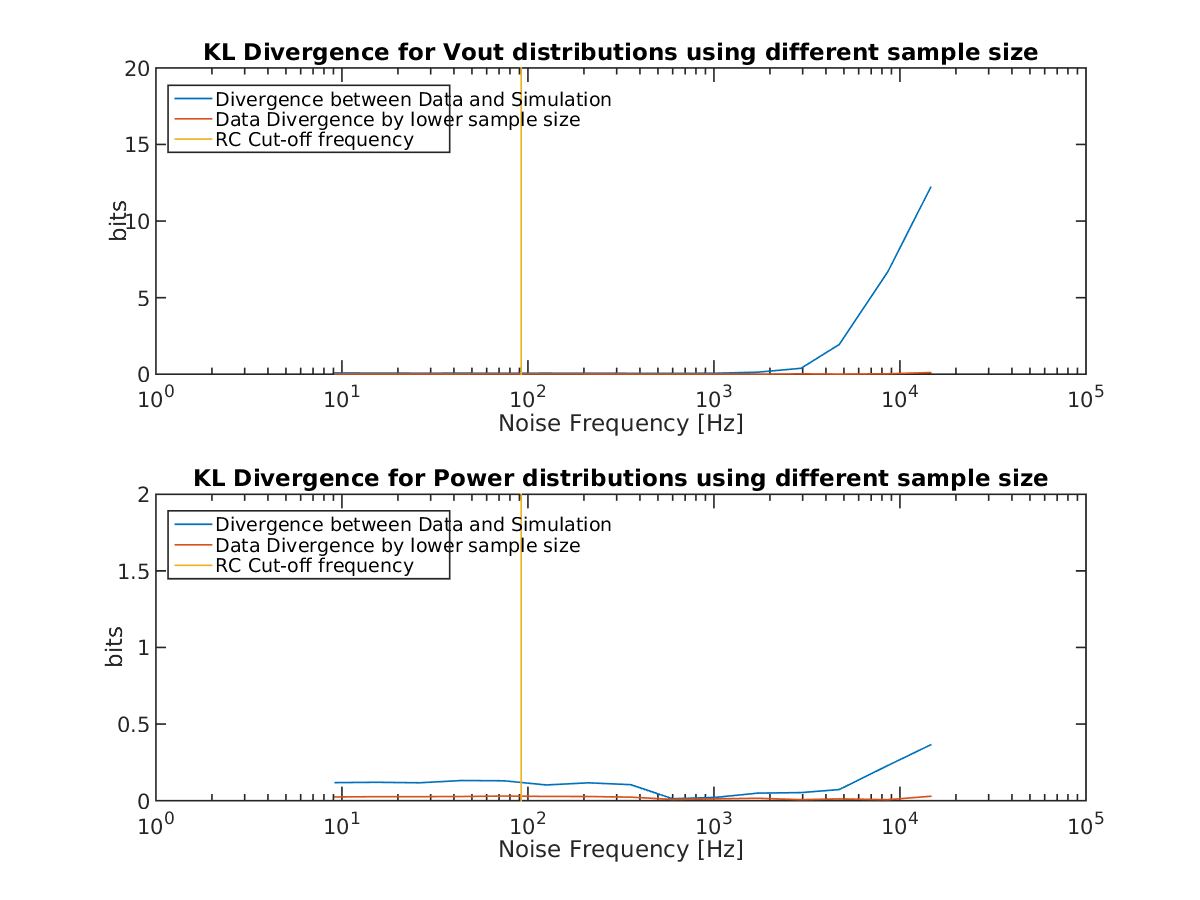 KL Divergence for Vout distributions using different sample size
20
15
10
5
0
bits
Divergence between Data and Simulation
Data Divergence by lower sample size
RC Cut-off frequency
10^0 10^1 10^2 10^3 10^4 10^5
Noise Frequency [Hz]
KL Divergence for Power distributions using different sample size
2
1.5
1
0.5
0
bits
Divergence between Data and Simulation
Data Divergence by lower sample size
RC Cut-off frequency
10^0 10^1 10^2 10^3 10^4 10^5
Noise Frequency [Hz]